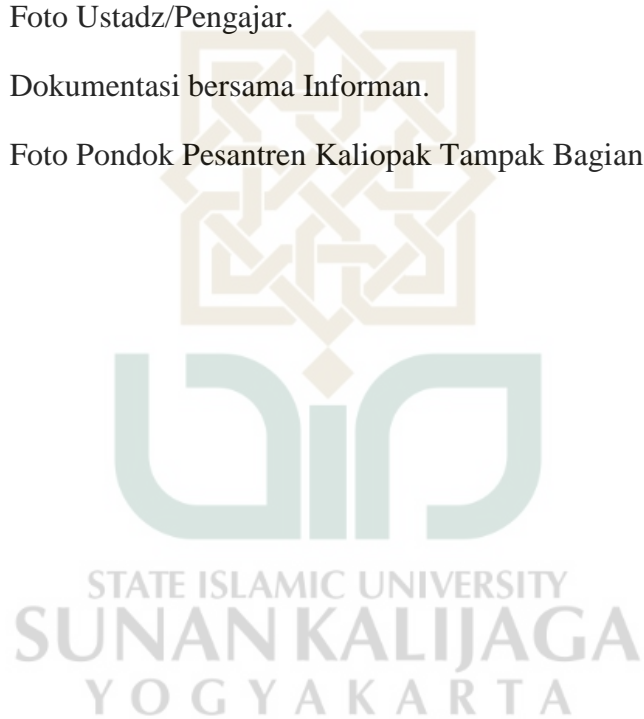 Foto Ustadz/Pengajar.
Dokumentasi bersama Informan.
Foto Pondok Pesantren Kaliopak Tampak Bagian
STATE ISLAMIC UNIVERSITY
SUNAN KALIJAGA
YOGYAKARTA